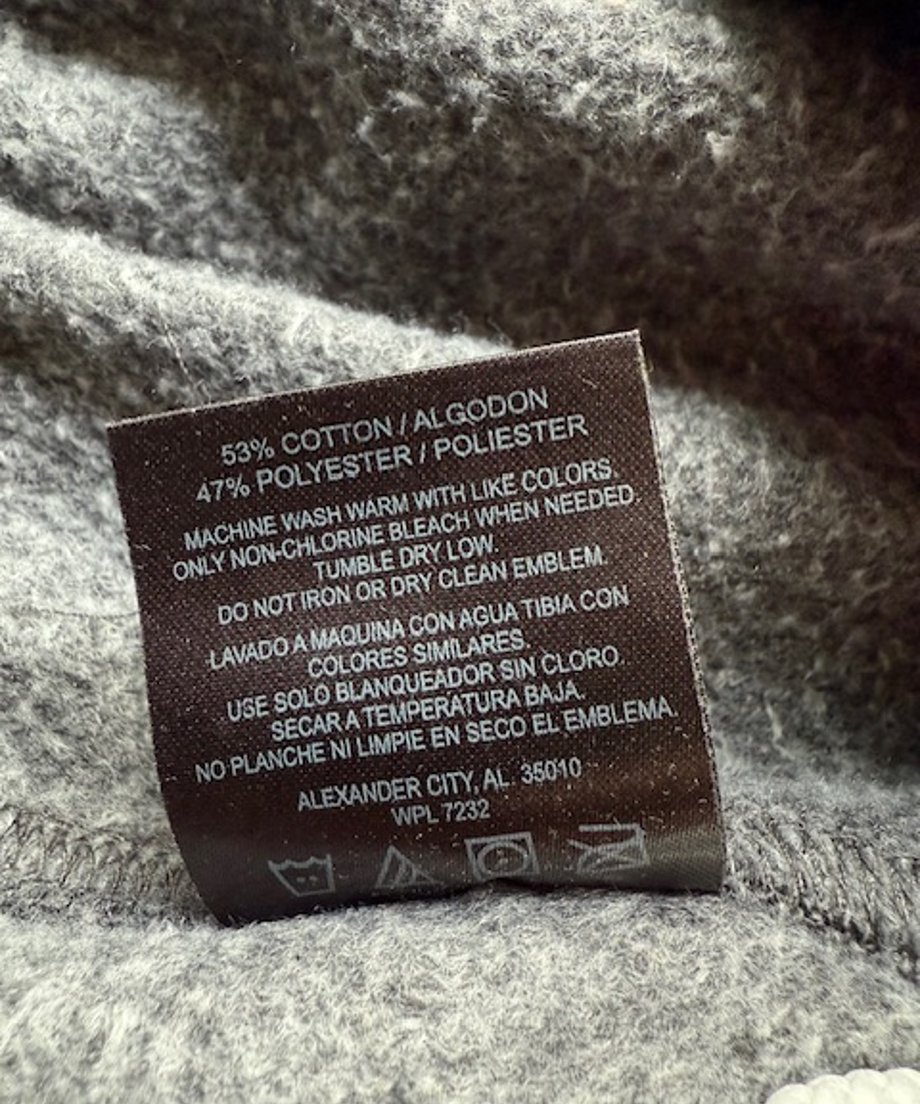 53% COTTON / ALGODON
47% POLYESTER / POLIESTER
MACHINE WASH WARM WITH LIKE COLORS.
ONLY NON-CHLORINE BLEACH WHEN NEEDED.
TUMBLE DRY LOW.
DO NOT IRON OR DRY CLEAN EMBLEM.
LAVADO A MAQUINA CON AGUA TIBIA CON
COLORES SIMILARES.
USE SOLO BLANQUEADOR SIN CLORO.
SECAR A TEMPERATURA BAJA.
NO PLANCHE NI LIMPIE EN SECO EL EMBLEMA.
ALEXANDER CITY, AL 35010
WPL 7232